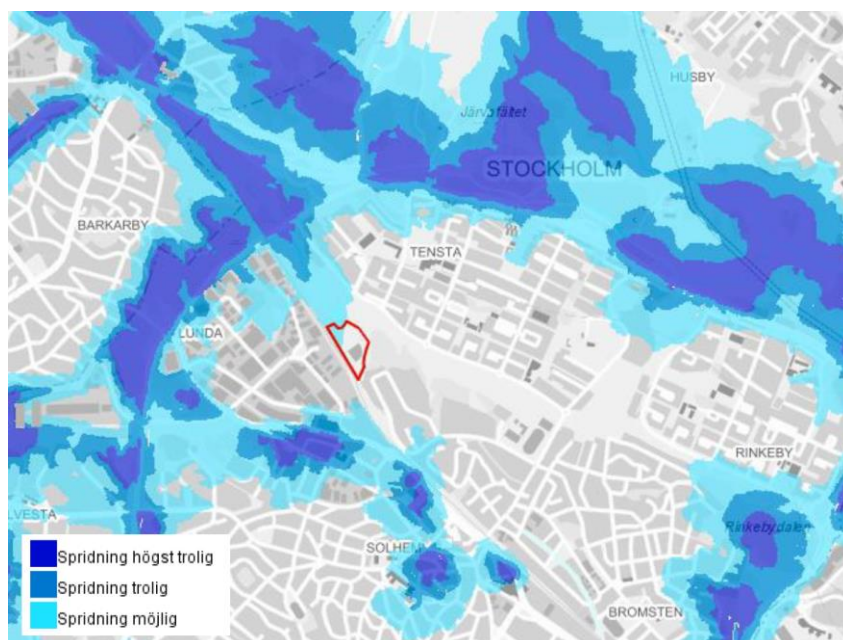 HUSBY
Järvafältet
STOCKHOLM
BARKARBY
TENSTA
LUNDA
RINKEBY
LVESTA
Rinkebydalen
SOLHEM
BROMSTEN
Spridning högst trolig
Spridning trolig
Spridning möjlig